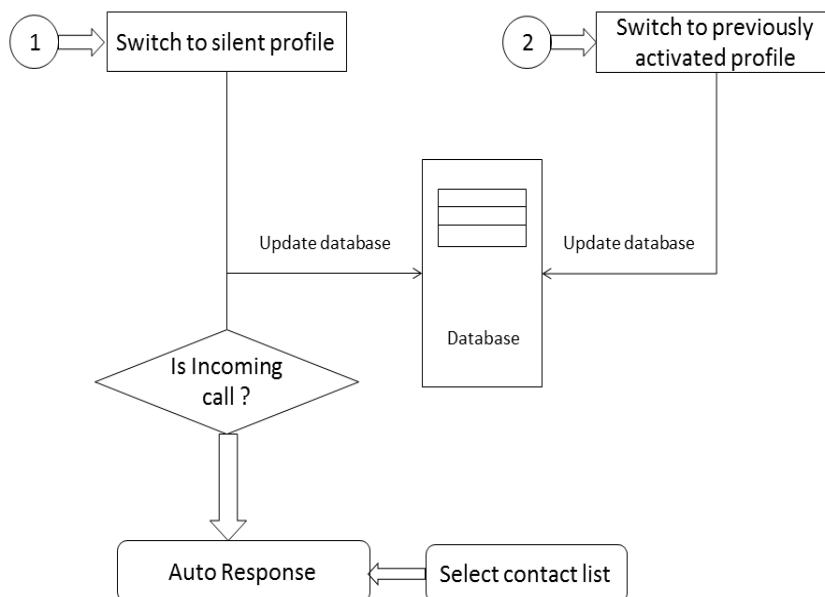 1
Switch to silent profile
2
Switch to previously
activated profile
Update database
Update database
Database
Is Incoming
call ?
Auto Response
Select contact list